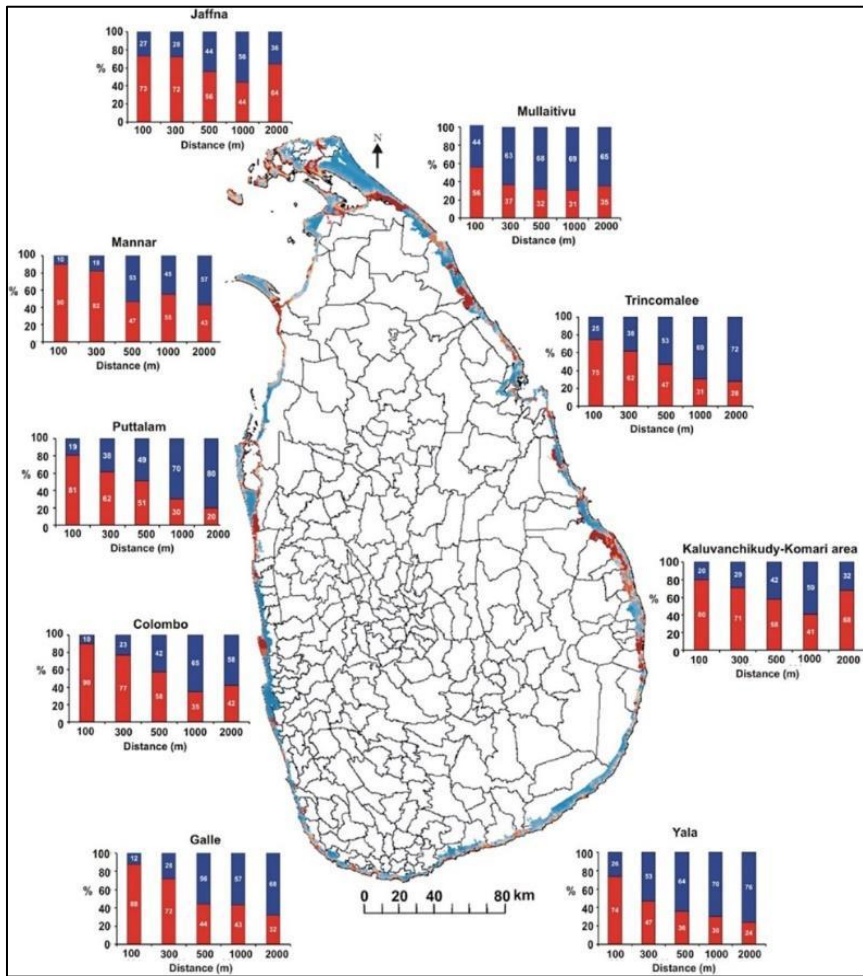 Jaffna
100
80
60
%
40
20
0
27 28 44 56 36
73 72 56 44 64
100 300 500 1000 2000
Distance (m)
N
Mullaitivu
100
80
%
60
40
20
0
44 63 68 69 65
56 37 32 31 35
100 300 500 1000 2000
Distance (m)
Mannar
100
80
%
60
40
20
0
10 18 53 45 57
90 82 47 55 43
100 300 500 1000 2000
Distance (m)
Trincomalee
100
80
%
60
40
20
0
25 38 53 69 72
75 62 47 31 28
100 300 500 1000 2000
Distance (m)
Puttalam
100
80
%
60
40
20
0
19 38 49 70 80
81 62 51 30 20
100 300 500 1000 2000
Distance (m)
Kaluvanchikudy-Komari area
100
80
%
60
40
20
0
20 29 42 59 32
80 71 58 41 68
100 300 500 1000 2000
Distance (m)
Colombo
100
80
%
60
40
20
0
10 23 42 65 58
90 77 58 35 42
100 300 500 1000 2000
Distance (m)
Galle
100
80
%
60
40
20
0
12 28 56 57 68
88 72 44 43 32
100 300 500 1000 2000
Distance (m)
0 20 40 80 km
Yala
100
80
%
60
40
20
0
26 53 64 70 76
74 47 36 30 24
100 300 500 1000 2000
Distance (m)